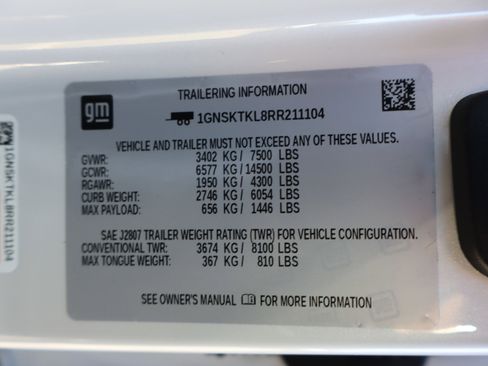 TRAILERING INFORMATION
gm
1GNSKTKL8RR211104
VEHICLE AND TRAILER MUST NOT EXCEED ANY OF THESE VALUES.
GVWR: 3402 KG / 7500 LBS
GCWR: 6577 KG / 14500 LBS
RGAWR: 1950 KG / 4300 LBS
CURB WEIGHT: 2746 KG / 6054 LBS
MAX PAYLOAD: 656 KG / 1446 LBS
SAE J2807 TRAILER WEIGHT RATING (TWR) FOR VEHICLE CONFIGURATION.
CONVENTIONAL TWR: 3674 KG / 8100 LBS
MAX TONGUE WEIGHT: 367 KG / 810 LBS
SEE OWNER'S MANUAL FOR MORE INFORMATION
1GNSKTKL8RR211104